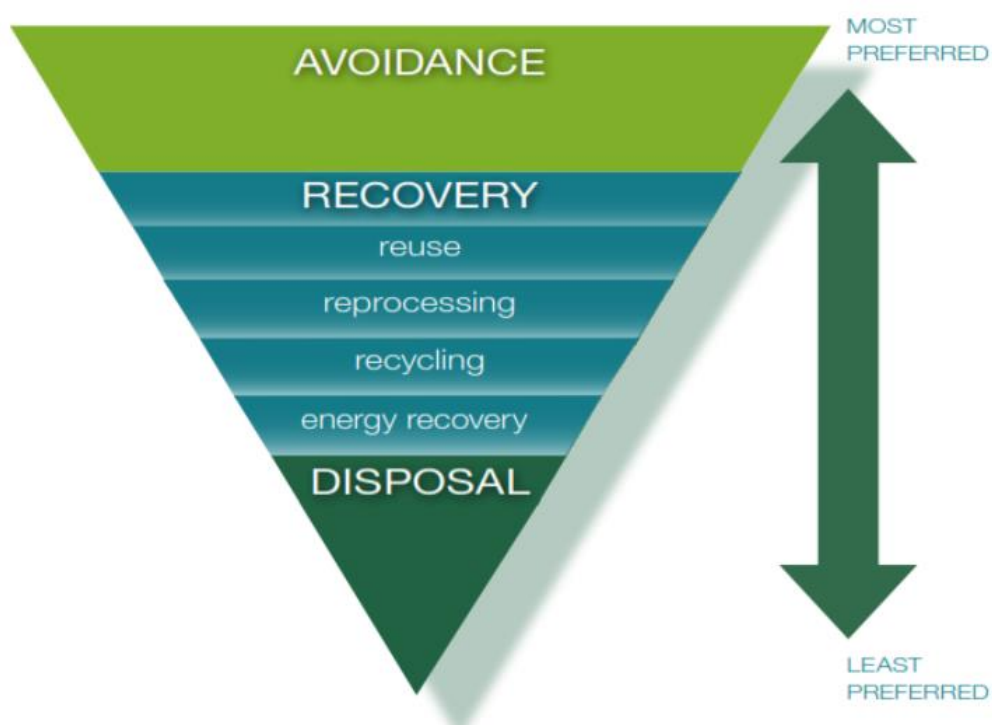 MOST
PREFERRED
AVOIDANCE
RECOVERY
reuse
reprocessing
recycling
energy recovery
DISPOSAL
LEAST
PREFERRED